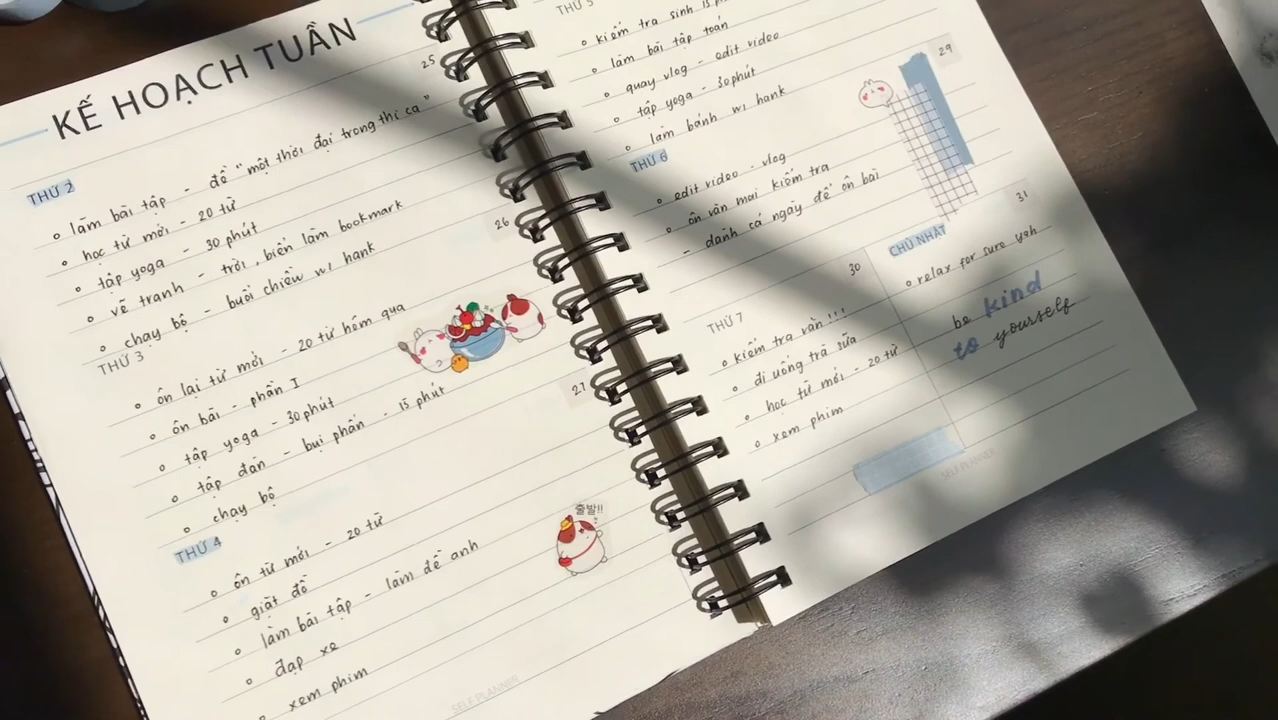 KẾ HOẠCH TUẦN
25
THỨ 2
làm bài tập - đề "một thời đại trong thi ca"
học từ mới - 20 từ
tập yoga - 30 phút
vẽ tranh - trời, biển làm bookmark
chạy bộ - buổi chiều w/ hank
26
THỨ 3
ôn lại từ mới - 20 từ hôm qua
ôn bài - phần I
tập yoga - 30 phút
tập đàn - bụi phấn - 15 phút
chạy bộ
27
THỨ 4
ôn từ mới - 20 từ
giặt đồ
làm bài tập - làm đề anh
đạp xe
xem phim
출발!!
SELF PLANNER
THỨ 5
kiểm tra sinh 15
làm bài tập toán
quay vlog - edit video
tập yoga - 30 phút
làm bánh w/ hank
29
THỨ 6
edit video - vlog
ôn văn mai kiểm tra
- dành cả ngày để ôn bài
30
THỨ 7
kiểm tra văn!!!
đi uống trà sữa
học từ mới - 20 từ
xem phim
31
CHỦ NHẬT
relax for sure yah
be kind
to yourself
SELF PLANNER